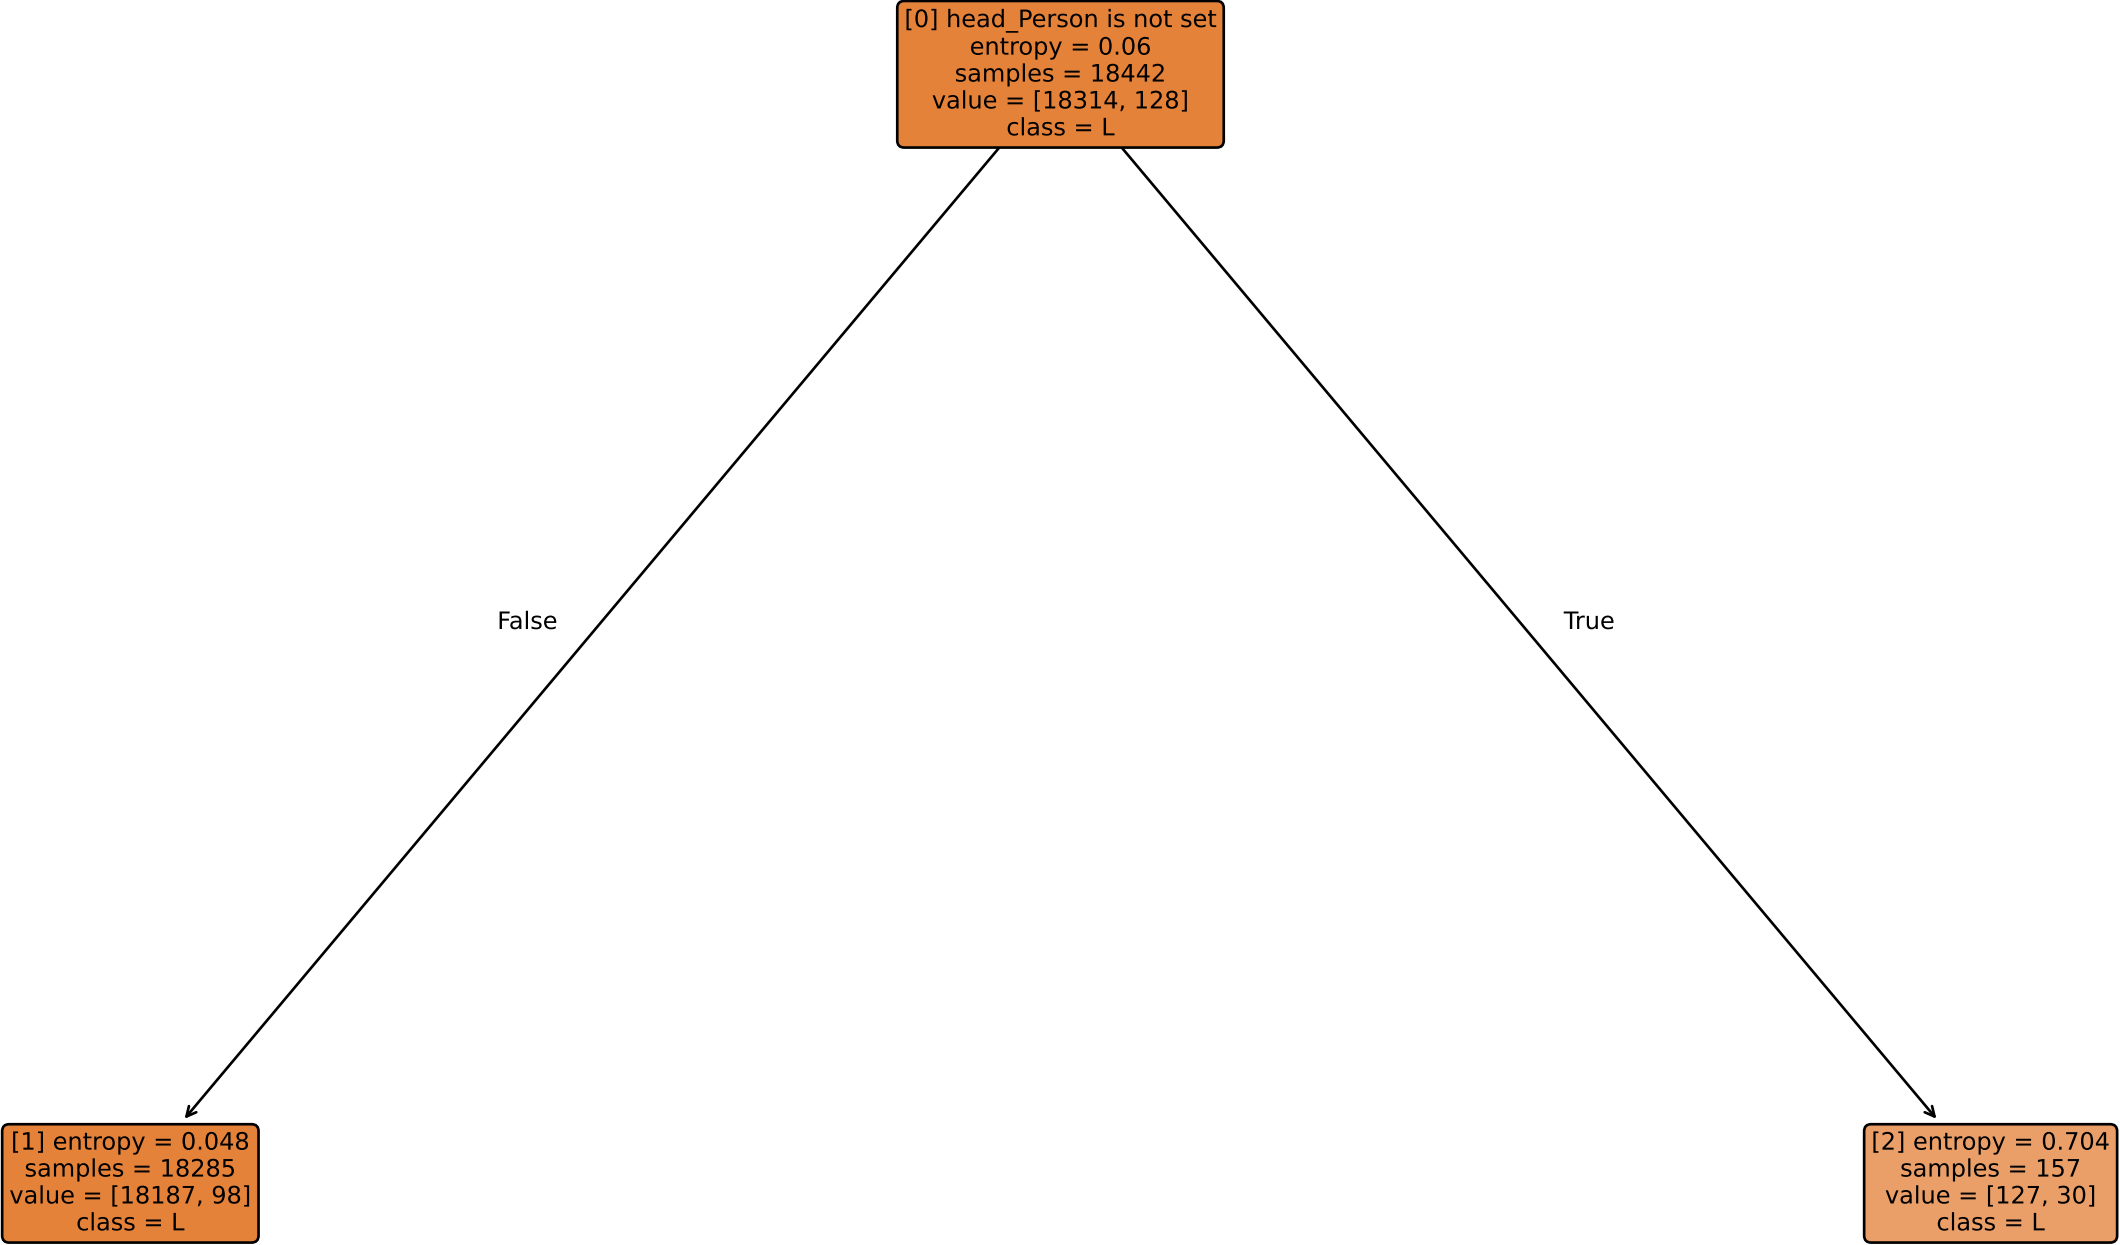 [0] head_Person is not set
entropy = 0.06
samples = 18442
value = [18314, 128]
class = L
False
True
[1] entropy = 0.048
samples = 18285
value = [18187, 98]
class = L
[2] entropy = 0.704
samples = 157
value = [127, 30]
class = L